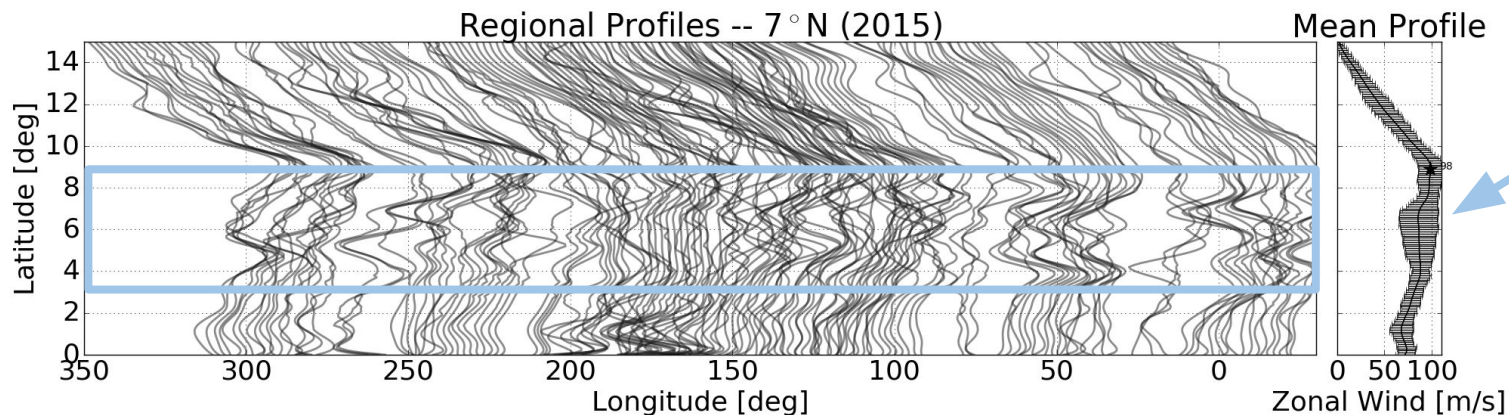 Regional Profiles -- 7°N (2015)
Mean Profile
14
12
10
8
6
4
2
0
Latitude [deg]
98
350 300 250 200 150 100 50 0
0 50 100
Longitude [deg]
Zonal Wind [m/s]